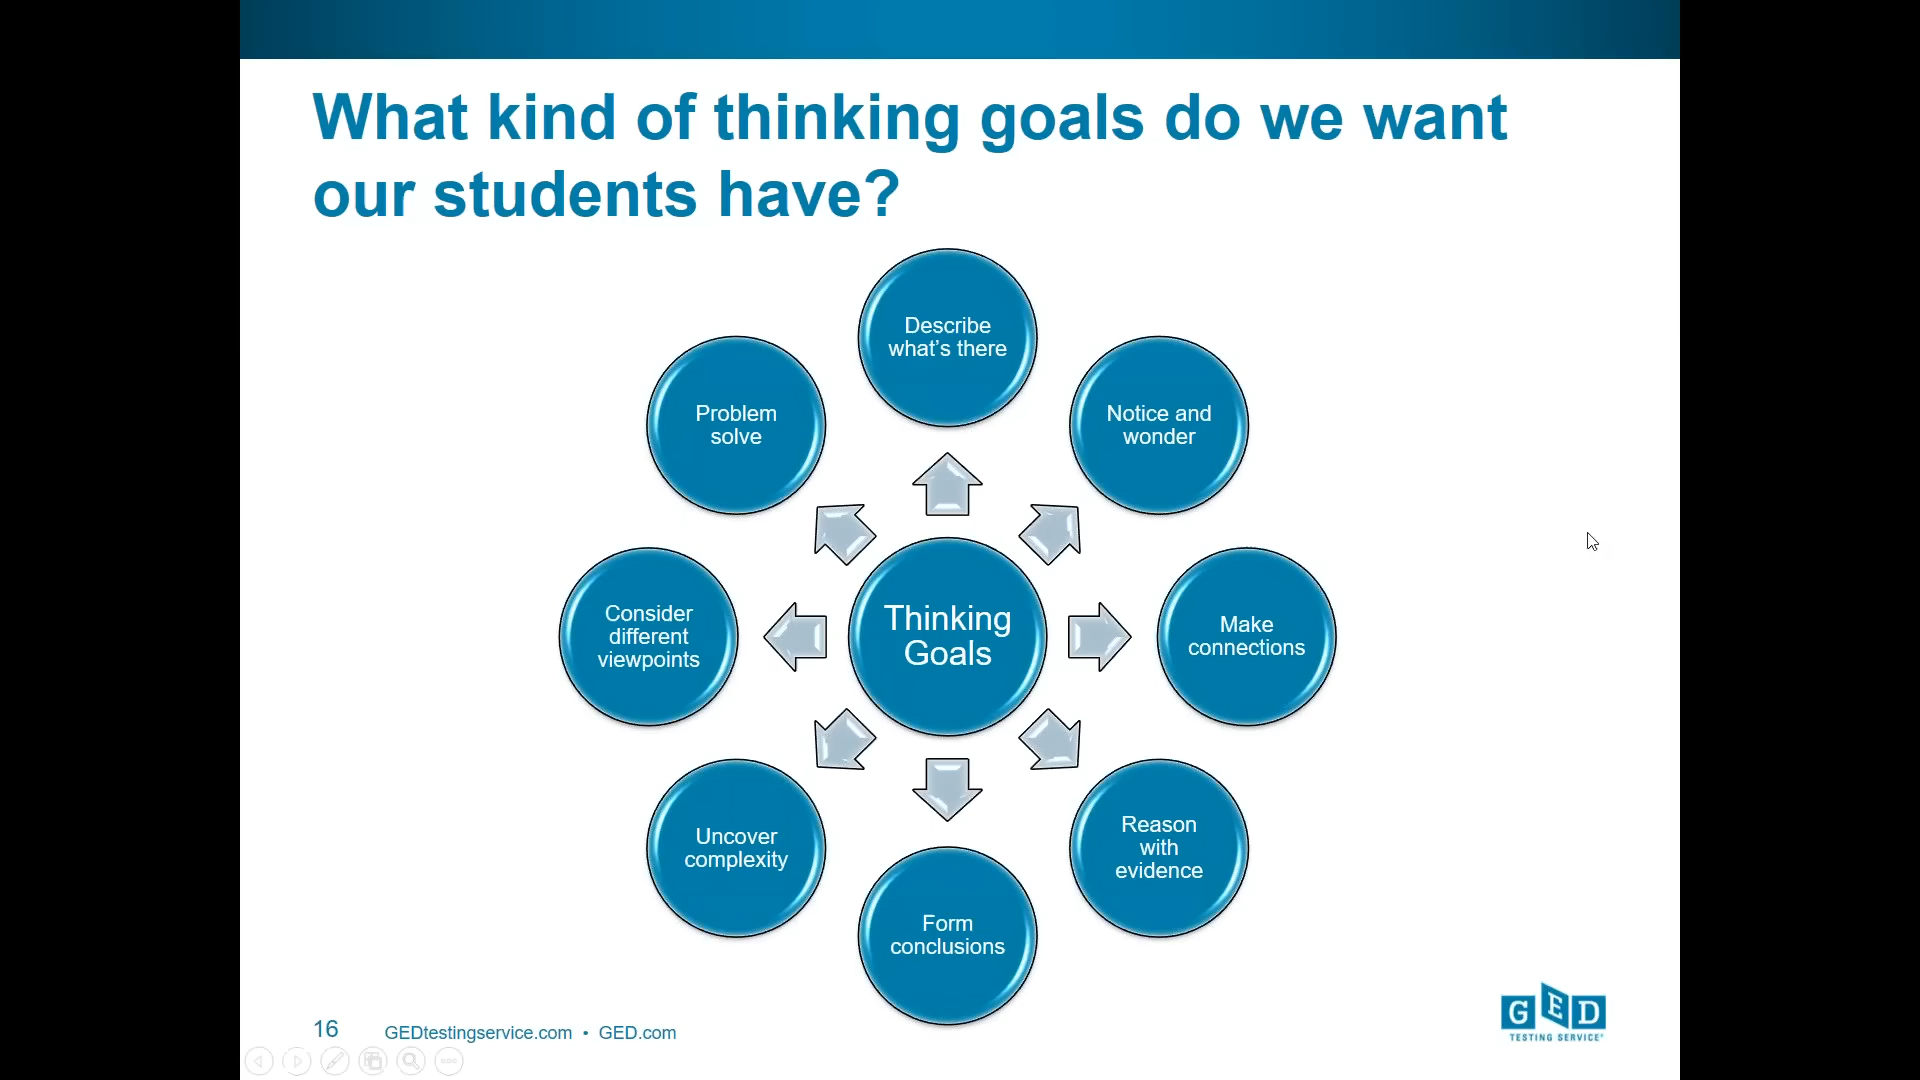 What kind of thinking goals do we want
our students have?
Describe
what's there
Notice and
wonder
Make
connections
Reason
with
evidence
Form
conclusions
Uncover
complexity
Consider
different
viewpoints
Problem
solve
Thinking
Goals
16
GEDtestingservice.com • GED.com
GED
TESTING SERVICE®